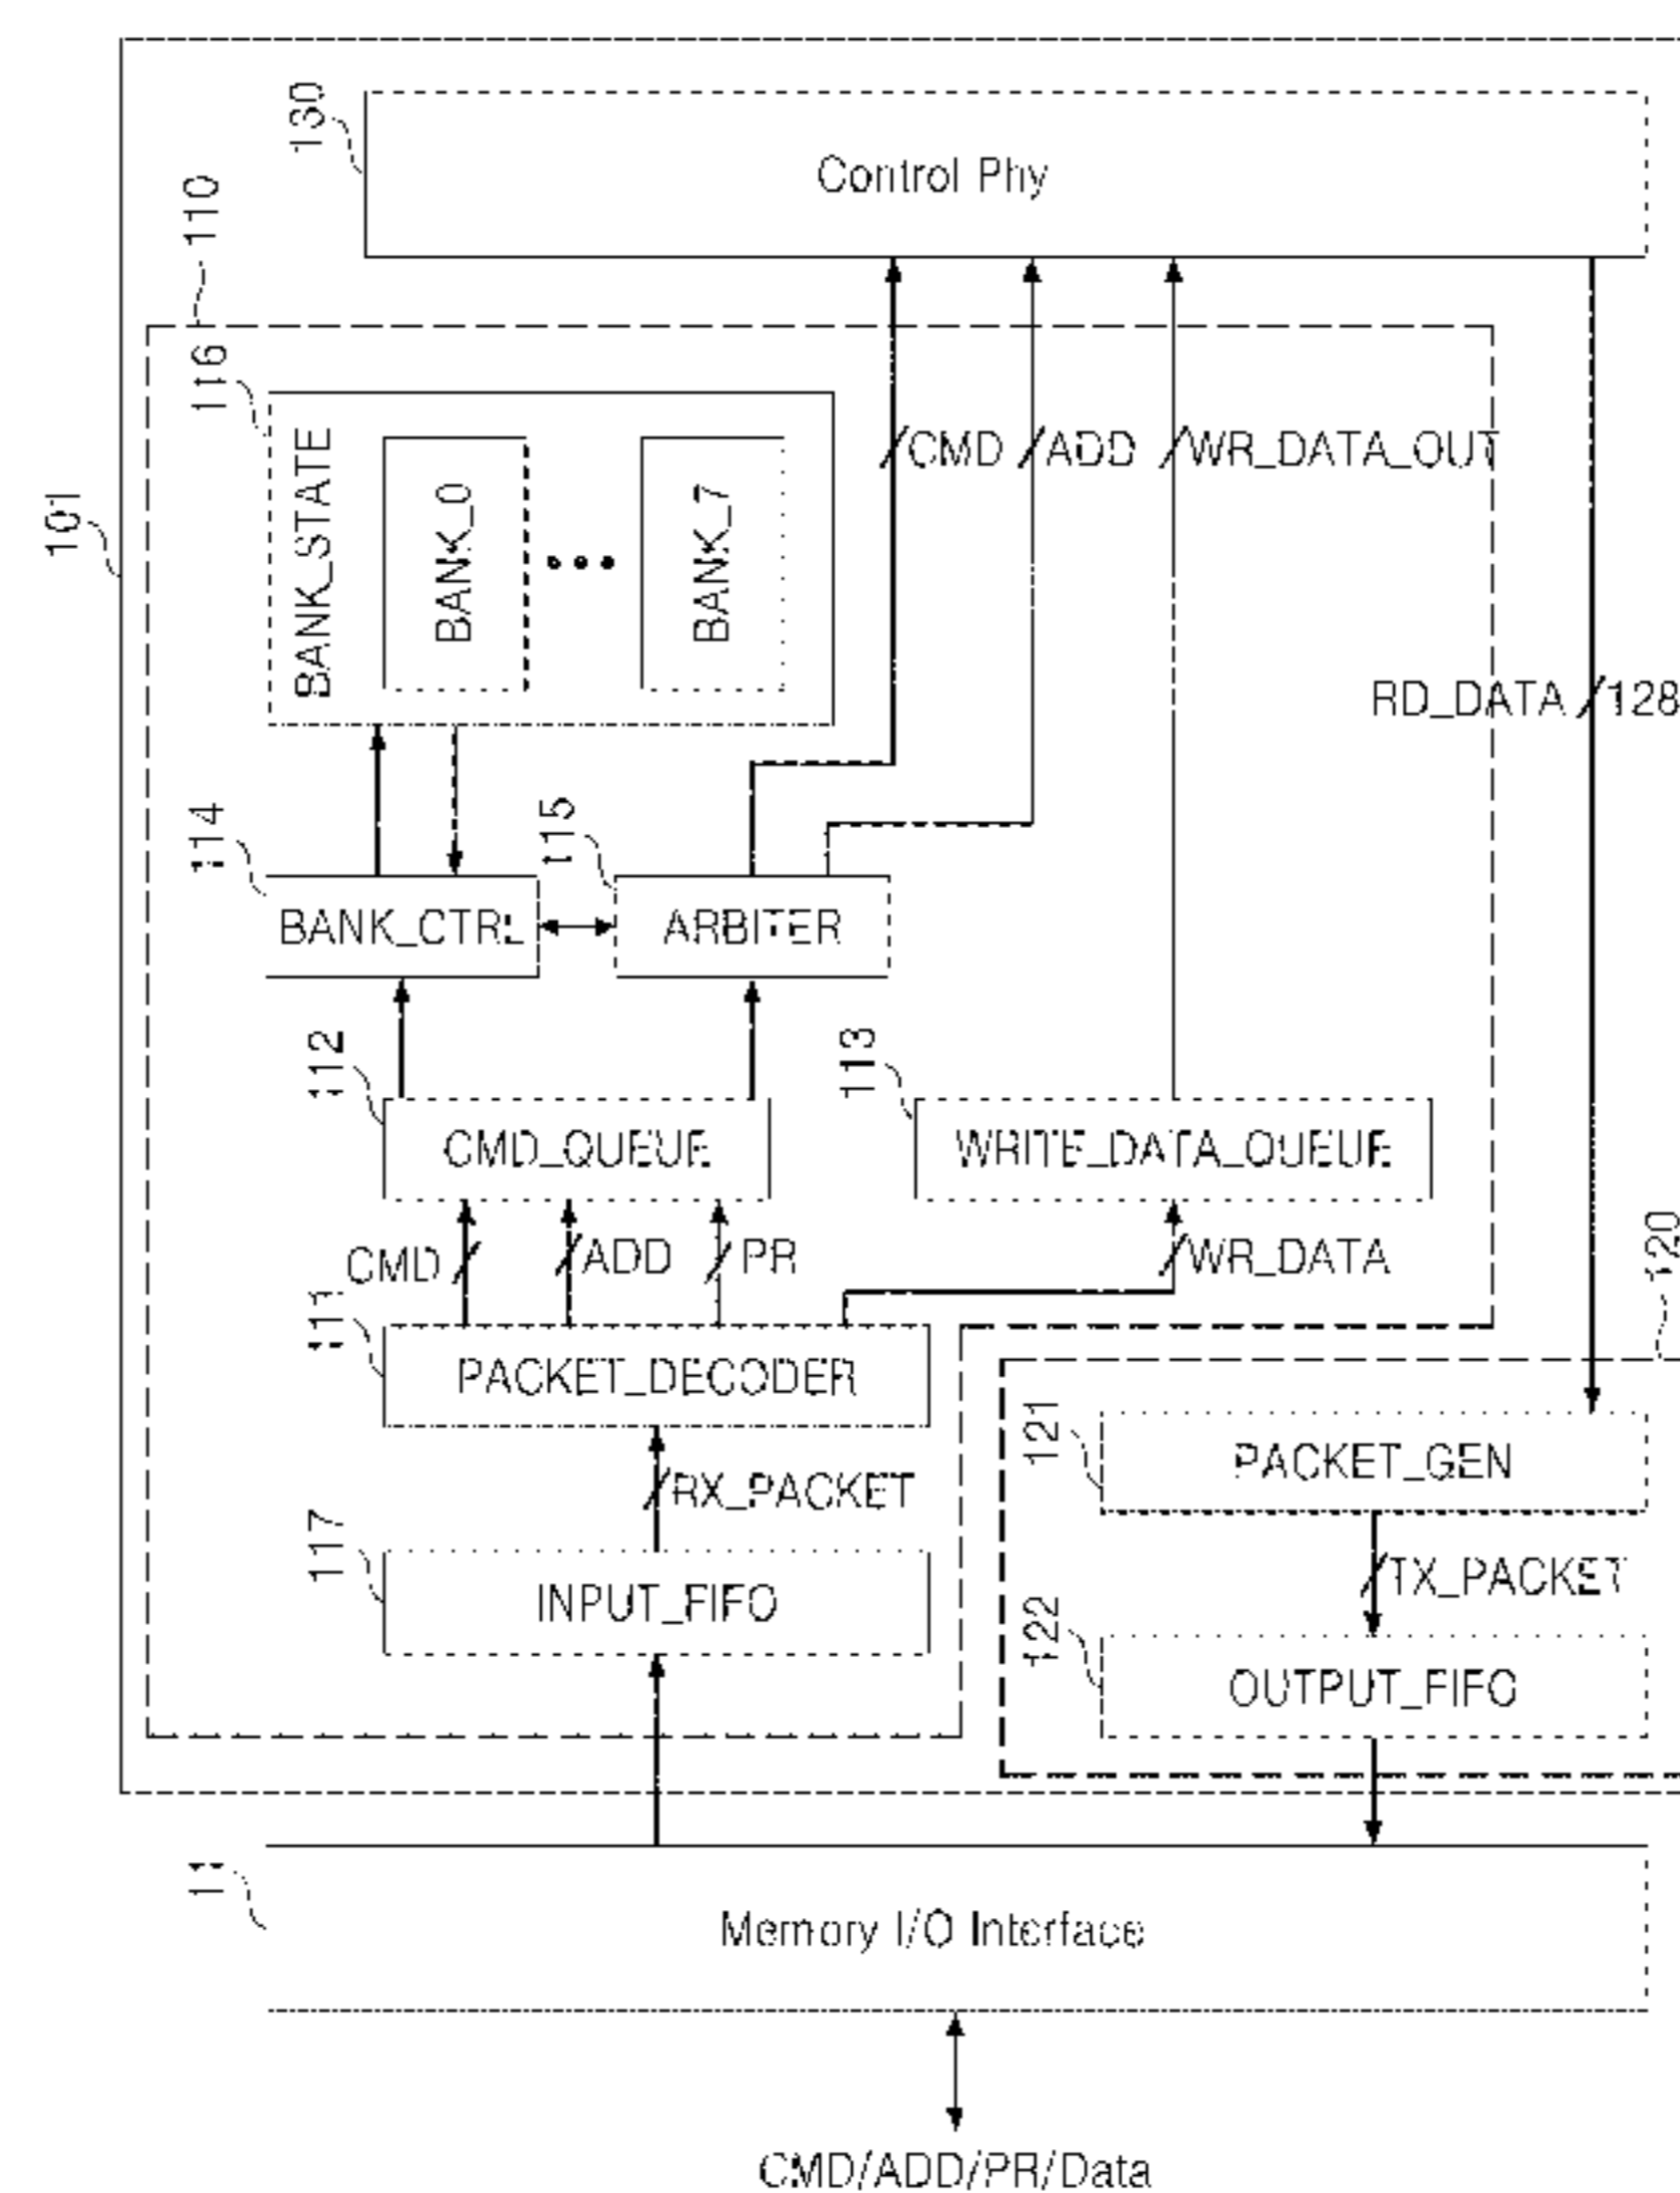 130
Control Phy
110
116
101
BANK_STATE
BANK_0
BANK_7
CMD
ADD
WR_DATA_OUT
RD_DATA
128
114
115
BANK_CTRL
ARBITER
112
113
CMD_QUEUE
WRITE_DATA_QUEUE
CMD
ADD
PR
WR_DATA
120
111
PACKET_DECODER
121
PACKET_GEN
RX_PACKET
117
TX_PACKET
INPUT_FIFO
122
OUTPUT_FIFO
11
Memory I/O Interface
CMD/ADD/PR/Data